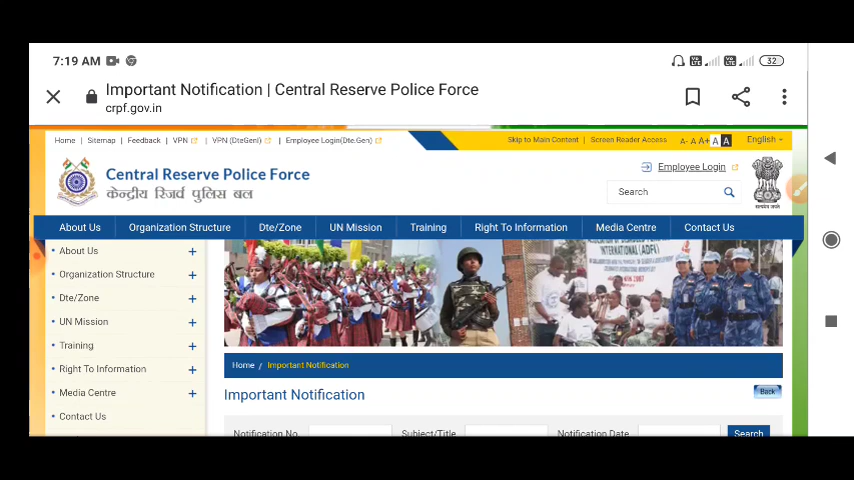 7:19 AM
32
Important Notification | Central Reserve Police Force
crpf.gov.in
Home | Sitemap | Feedback | VPN | VPN (DteGenl) | Employee Login(Dte.Gen)
Skip to Main Content | Screen Reader Access A- A A+ A A English
Central Reserve Police Force
केन्द्रीय रिजर्व पुलिस बल
Employee Login
Search
About Us Organization Structure Dte/Zone UN Mission Training Right To Information Media Centre Contact Us
About Us +
Organization Structure +
Dte/Zone +
UN Mission +
Training +
Right To Information +
Media Centre +
Contact Us
INTERNATIONAL (ADFI)
Home / Important Notification
Important Notification
Back
Notification No. Subject/Title Notification Date Search